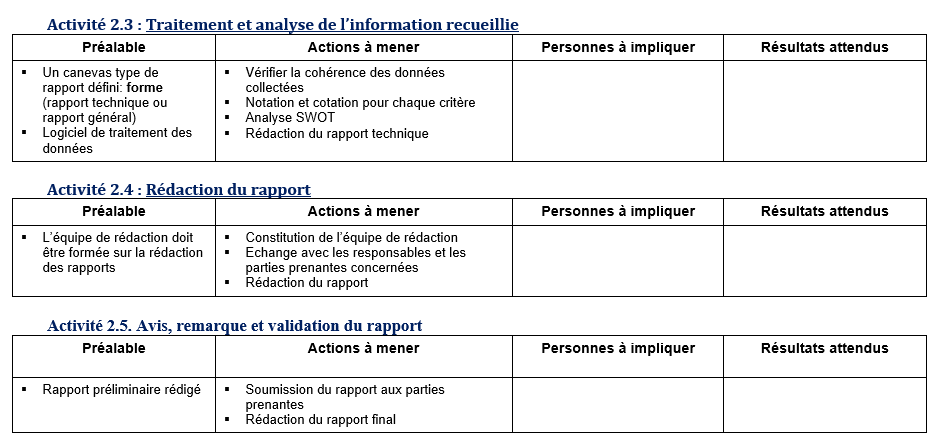 Activité 2.3 : Traitement et analyse de l'information recueillie
Préalable Actions à mener Personnes à impliquer Résultats attendus
▪ Un canevas type de
rapport défini: forme
(rapport technique ou
rapport général)
▪ Logiciel de traitement des
données
▪ Vérifier la cohérence des données
collectées
▪ Notation et cotation pour chaque critère
▪ Analyse SWOT
▪ Rédaction du rapport technique
Activité 2.4 : Rédaction du rapport
Préalable Actions à mener Personnes à impliquer Résultats attendus
▪ L'équipe de rédaction doit
être formée sur la rédaction
des rapports
▪ Constitution de l'équipe de rédaction
▪ Echange avec les responsables et les
parties prenantes concernées
▪ Rédaction du rapport
Activité 2.5. Avis, remarque et validation du rapport
Préalable Actions à mener Personnes à impliquer Résultats attendus
▪ Rapport préliminaire rédigé
▪ Soumission du rapport aux parties
prenantes
▪ Rédaction du rapport final